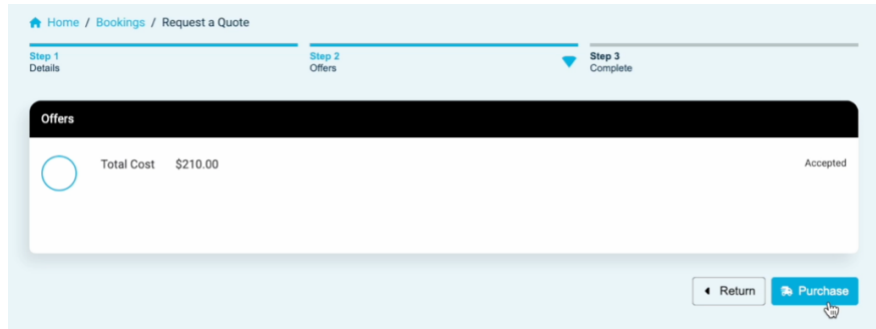 Home / Bookings / Request a Quote
Step 1
Details
Step 2
Offers
Step 3
Complete
Offers
Total Cost $210.00 Accepted
Return
Purchase